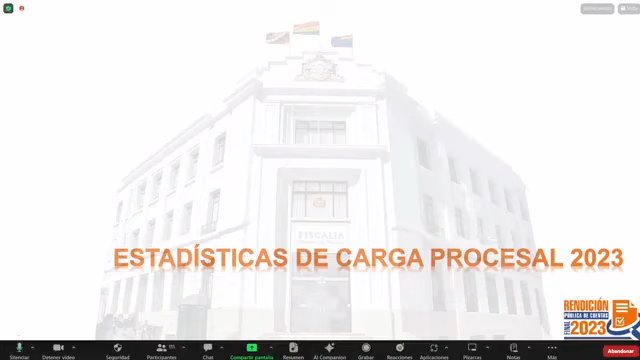 FISCALIA
ESTADÍSTICAS DE CARGA PROCESAL 2023
RENDICIÓN
PÚBLICA DE CUENTAS
FINAL 2023
Silenciar
Detener video
Seguridad
Participantes
Chat
Compartir pantalla
Resumen
AI Companion
Grabar
Reacciones
Aplicaciones
Pizarras
Notas
Más
Abandonar